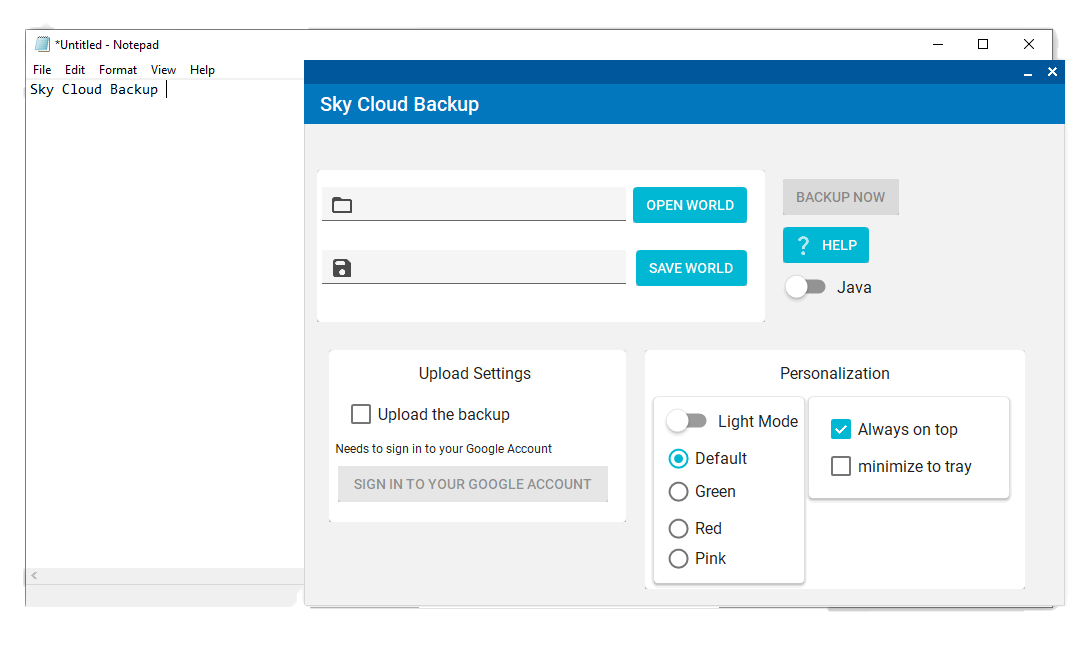 *Untitled - Notepad
File Edit Format View Help
Sky Cloud Backup
Sky Cloud Backup
OPEN WORLD
SAVE WORLD
BACKUP NOW
? HELP
Java
Upload Settings
Upload the backup
Needs to sign in to your Google Account
SIGN IN TO YOUR GOOGLE ACCOUNT
Personalization
Light Mode
Default
Green
Red
Pink
Always on top
minimize to tray